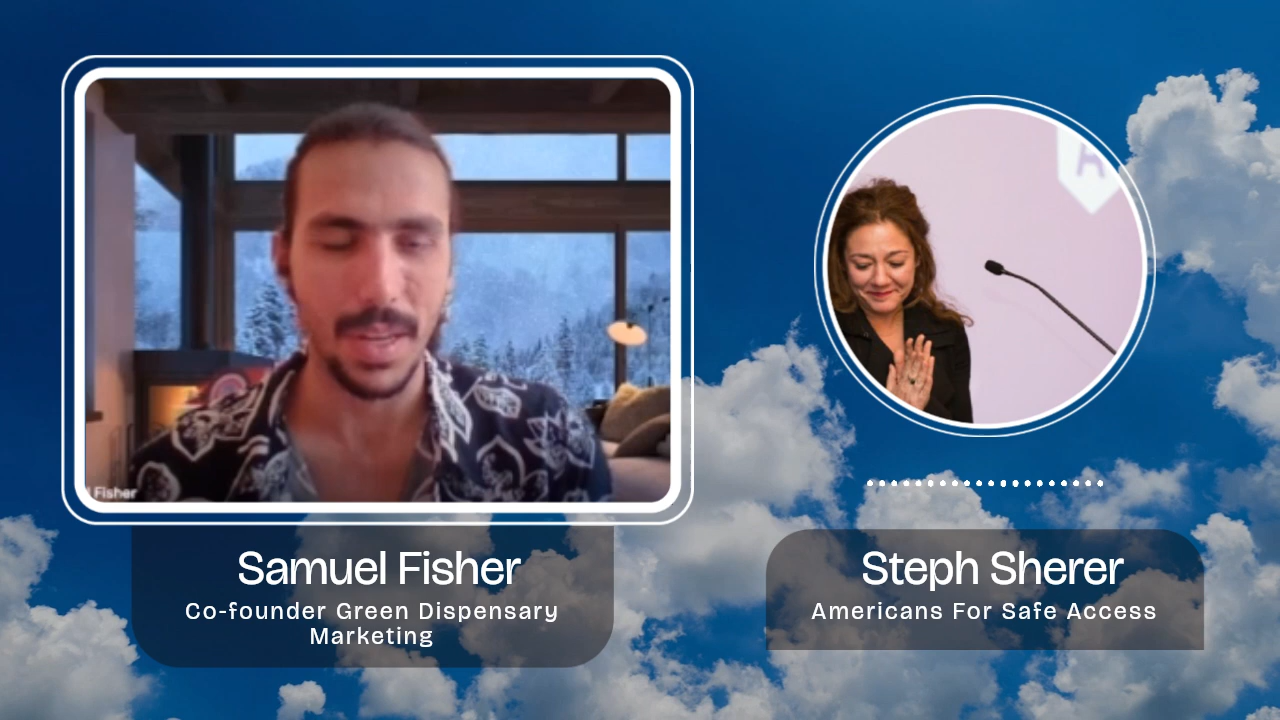 Fisher
Samuel Fisher
Co-founder Green Dispensary
Marketing
H
Steph Sherer
Americans For Safe Access